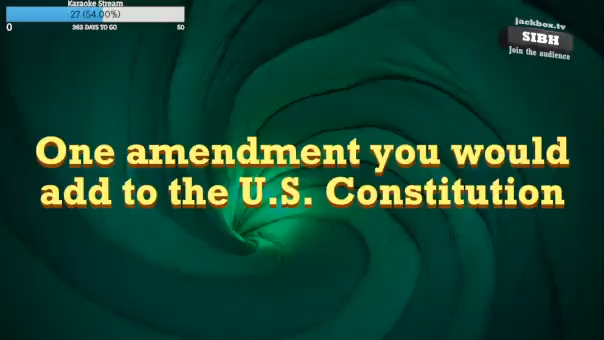 Karaoke Stream
27 (54.00%)
0
363 DAYS TO GO
50
jackbox.tv
SIBH
Join the audience
One amendment you would
add to the U.S. Constitution